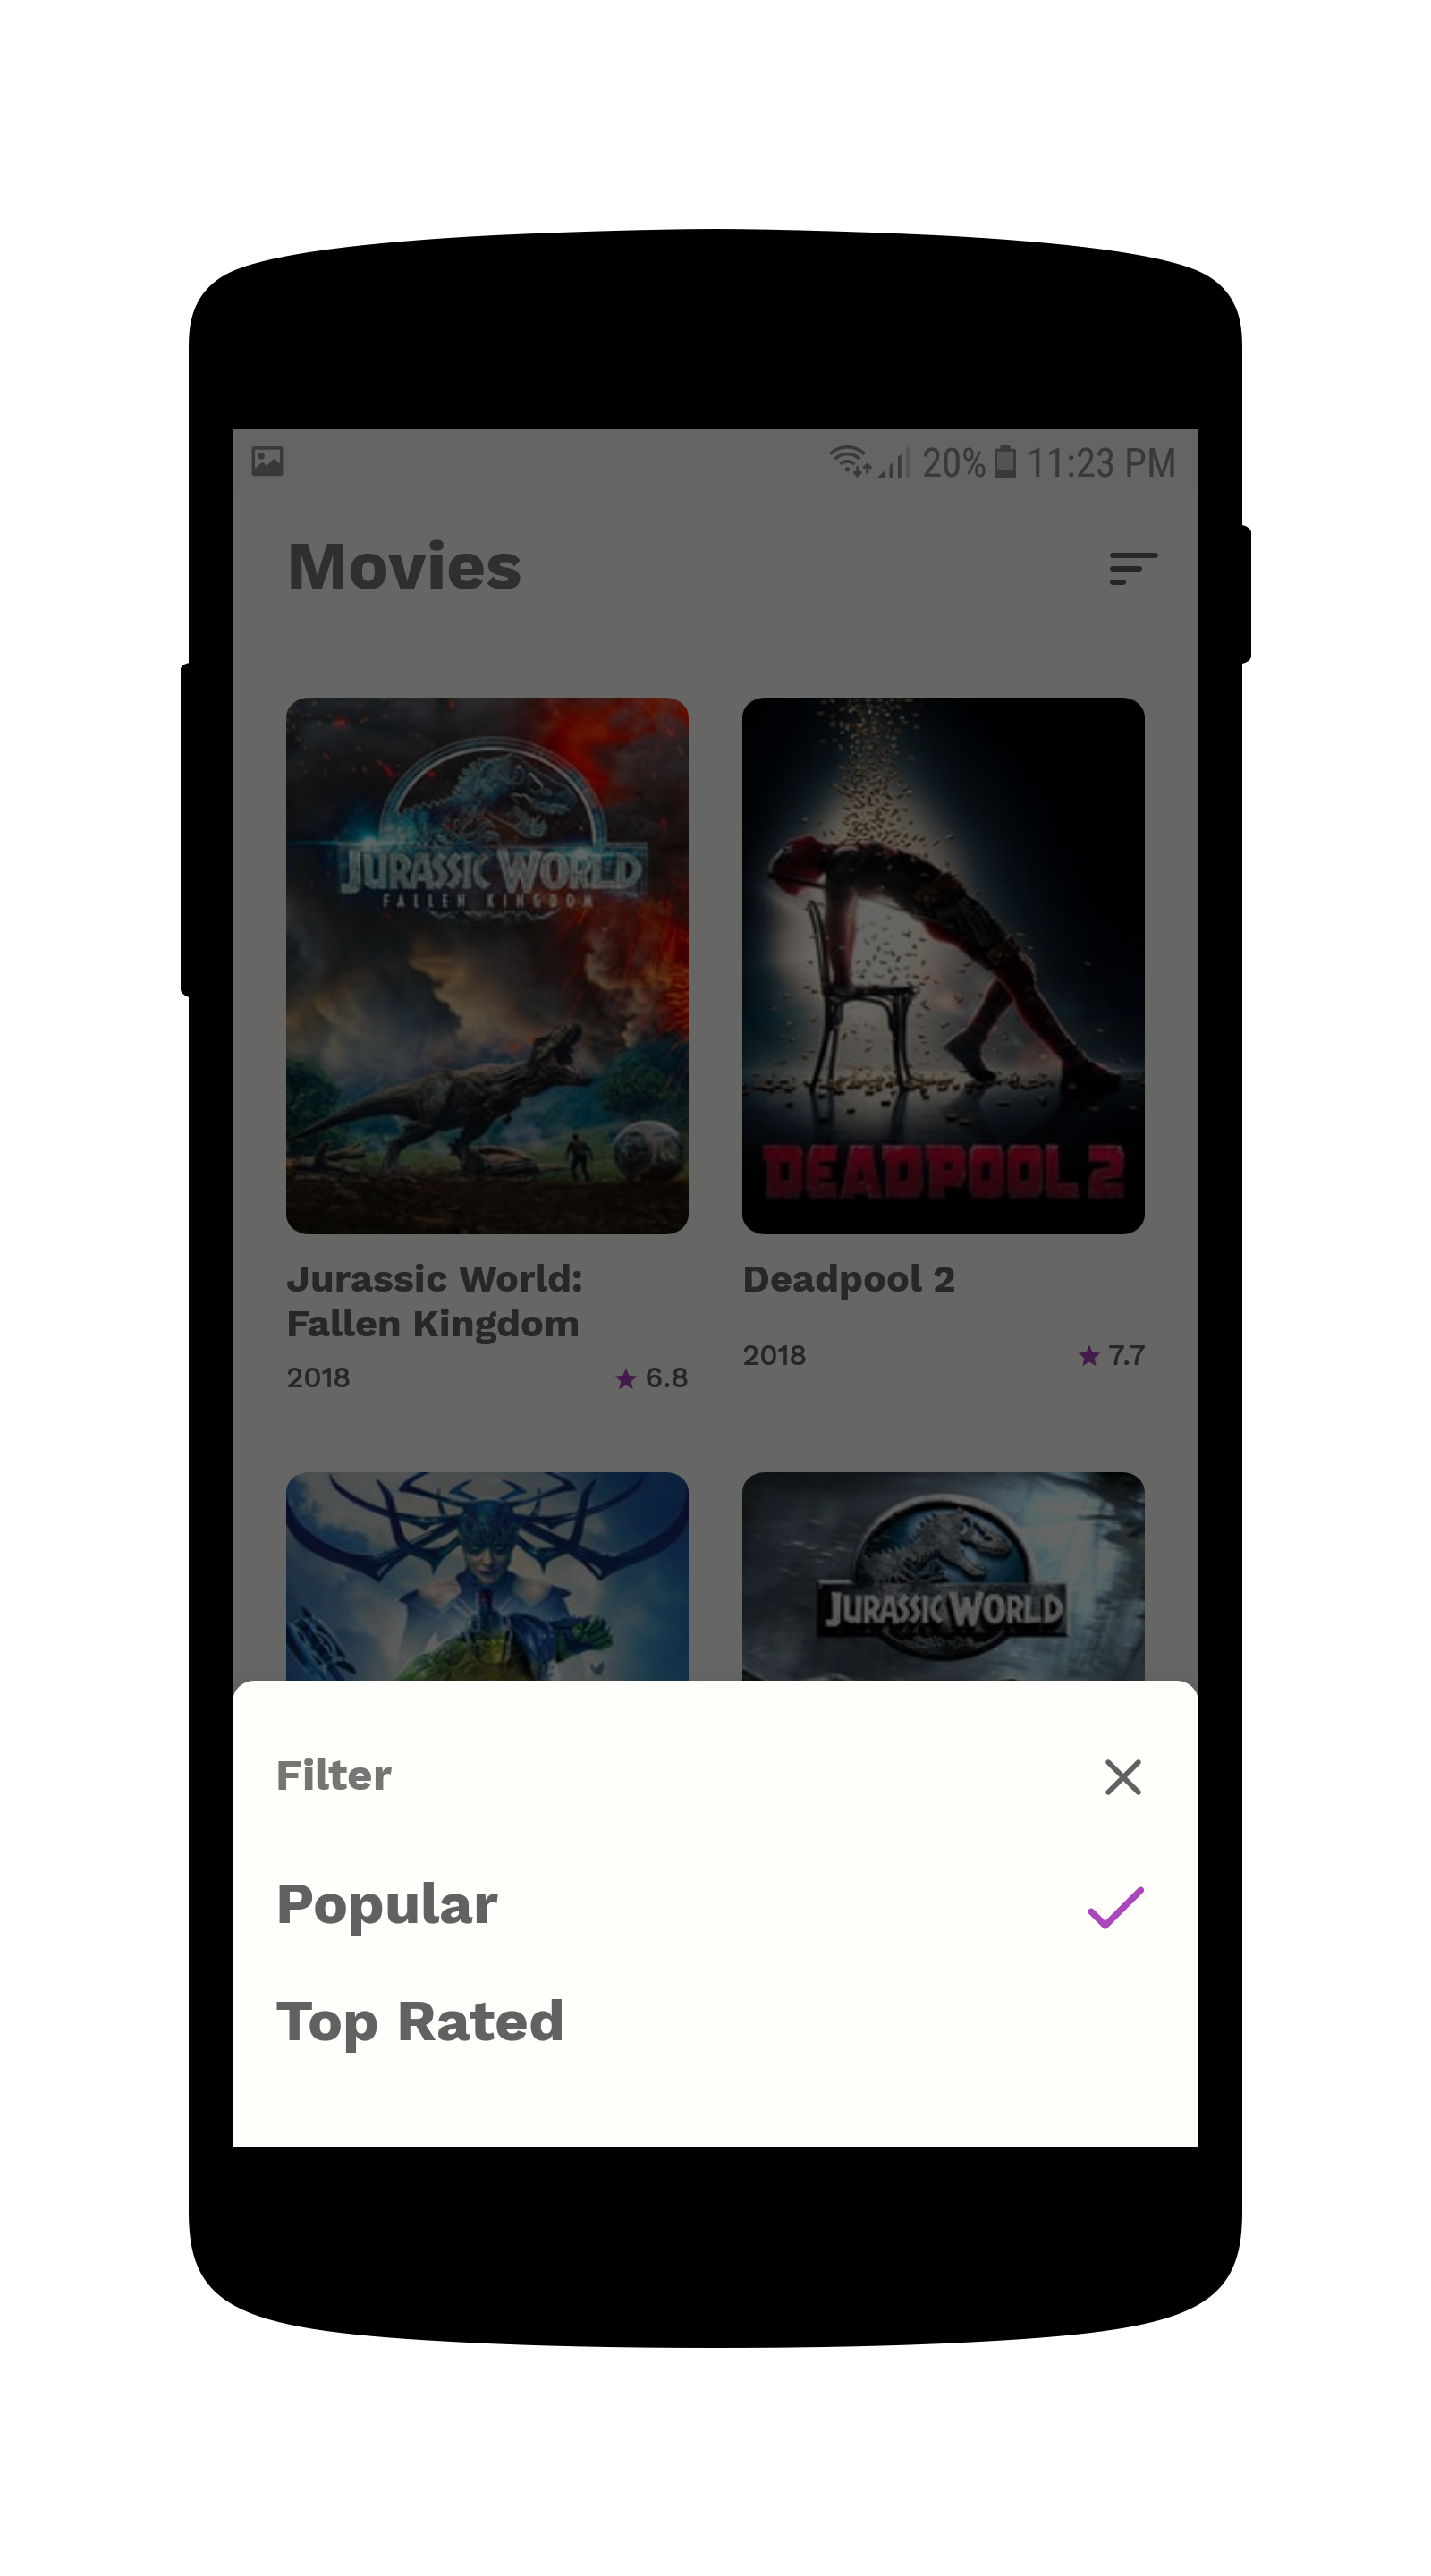 20% 11:23 PM
Movies
JURASSIC WORLD
FALLEN KINGDOM
DEADPOOL 2
Jurassic World:
Fallen Kingdom
2018 6.8
Deadpool 2
2018 7.7
JURASSIC WORLD
Filter
Popular
Top Rated